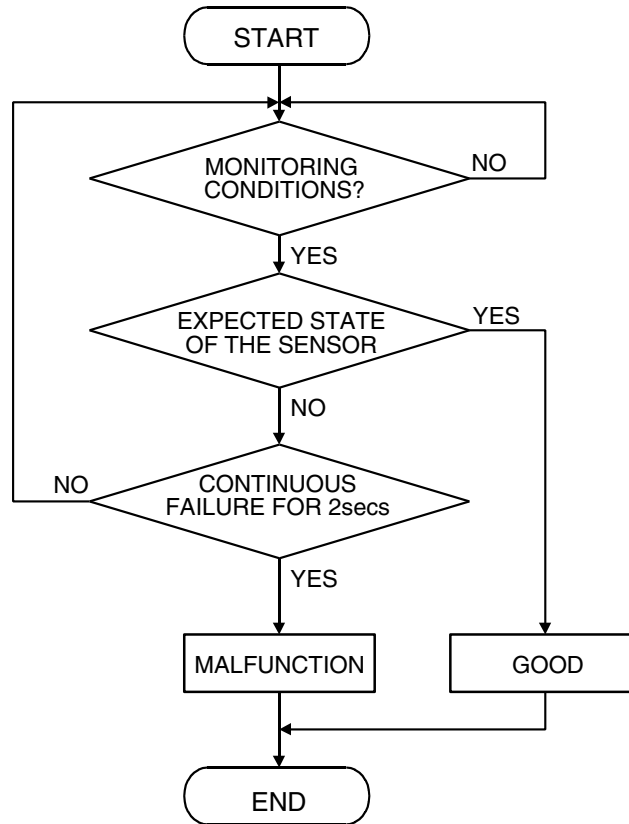 START
MONITORING
CONDITIONS?
NO
YES
EXPECTED STATE
OF THE SENSOR
YES
NO
CONTINUOUS
FAILURE FOR 2secs
NO
YES
MALFUNCTION
GOOD
END